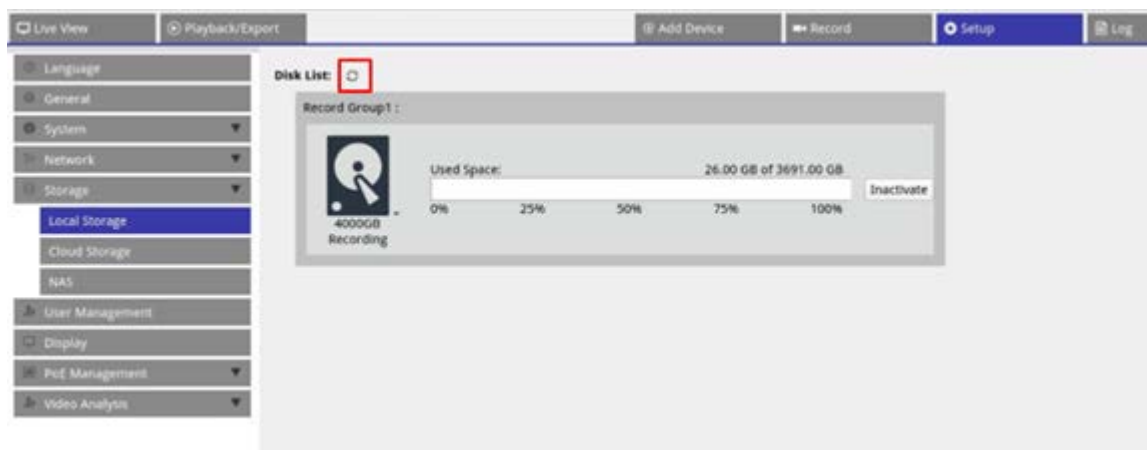 Live View
Playback/Export
Add Device
Record
Setup
Log
Language
General
System
Network
Storage
Local Storage
Cloud Storage
NAS
User Management
Display
PoE Management
Video Analysis
Disk List:
Record Group1 :
Used Space: 26.00 GB of 3691.00 GB
Inactivate
0% 25% 50% 75% 100%
4000GB
Recording